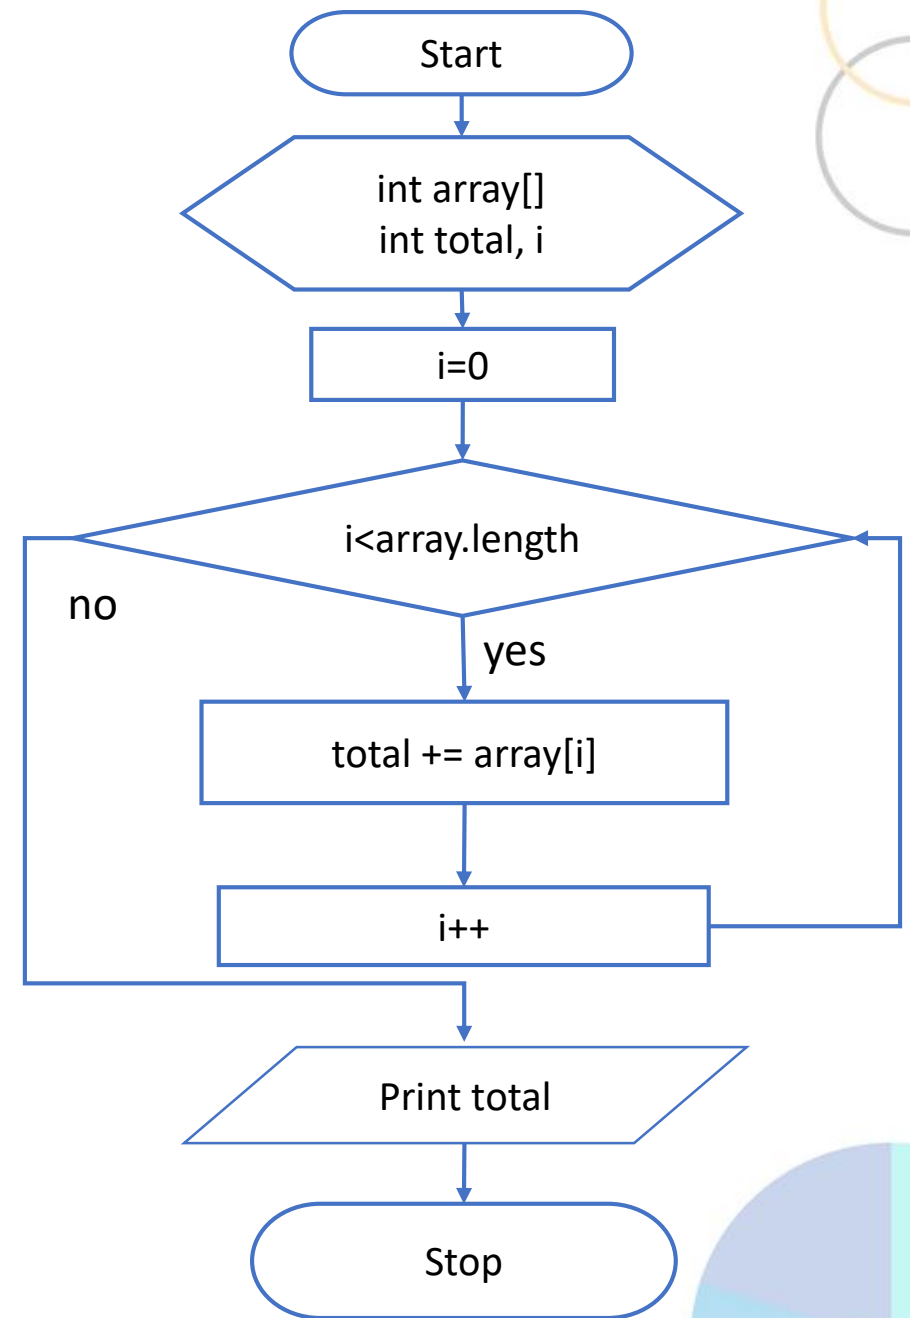 Start
int array[]
int total, i
i=0
i<array.length
no
yes
total += array[i]
i++
Print total
Stop